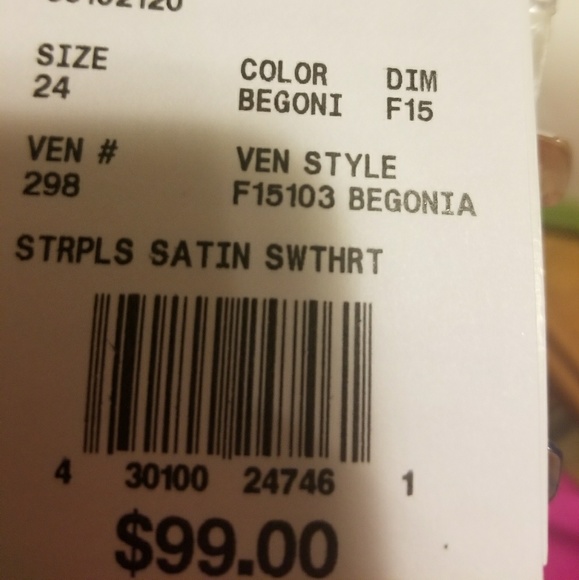 SIZE COLOR DIM
24 BEGONI F15
VEN # VEN STYLE
298 F15103 BEGONIA
STRPLS SATIN SWTHRT
4 30100 24746 1
$99.00